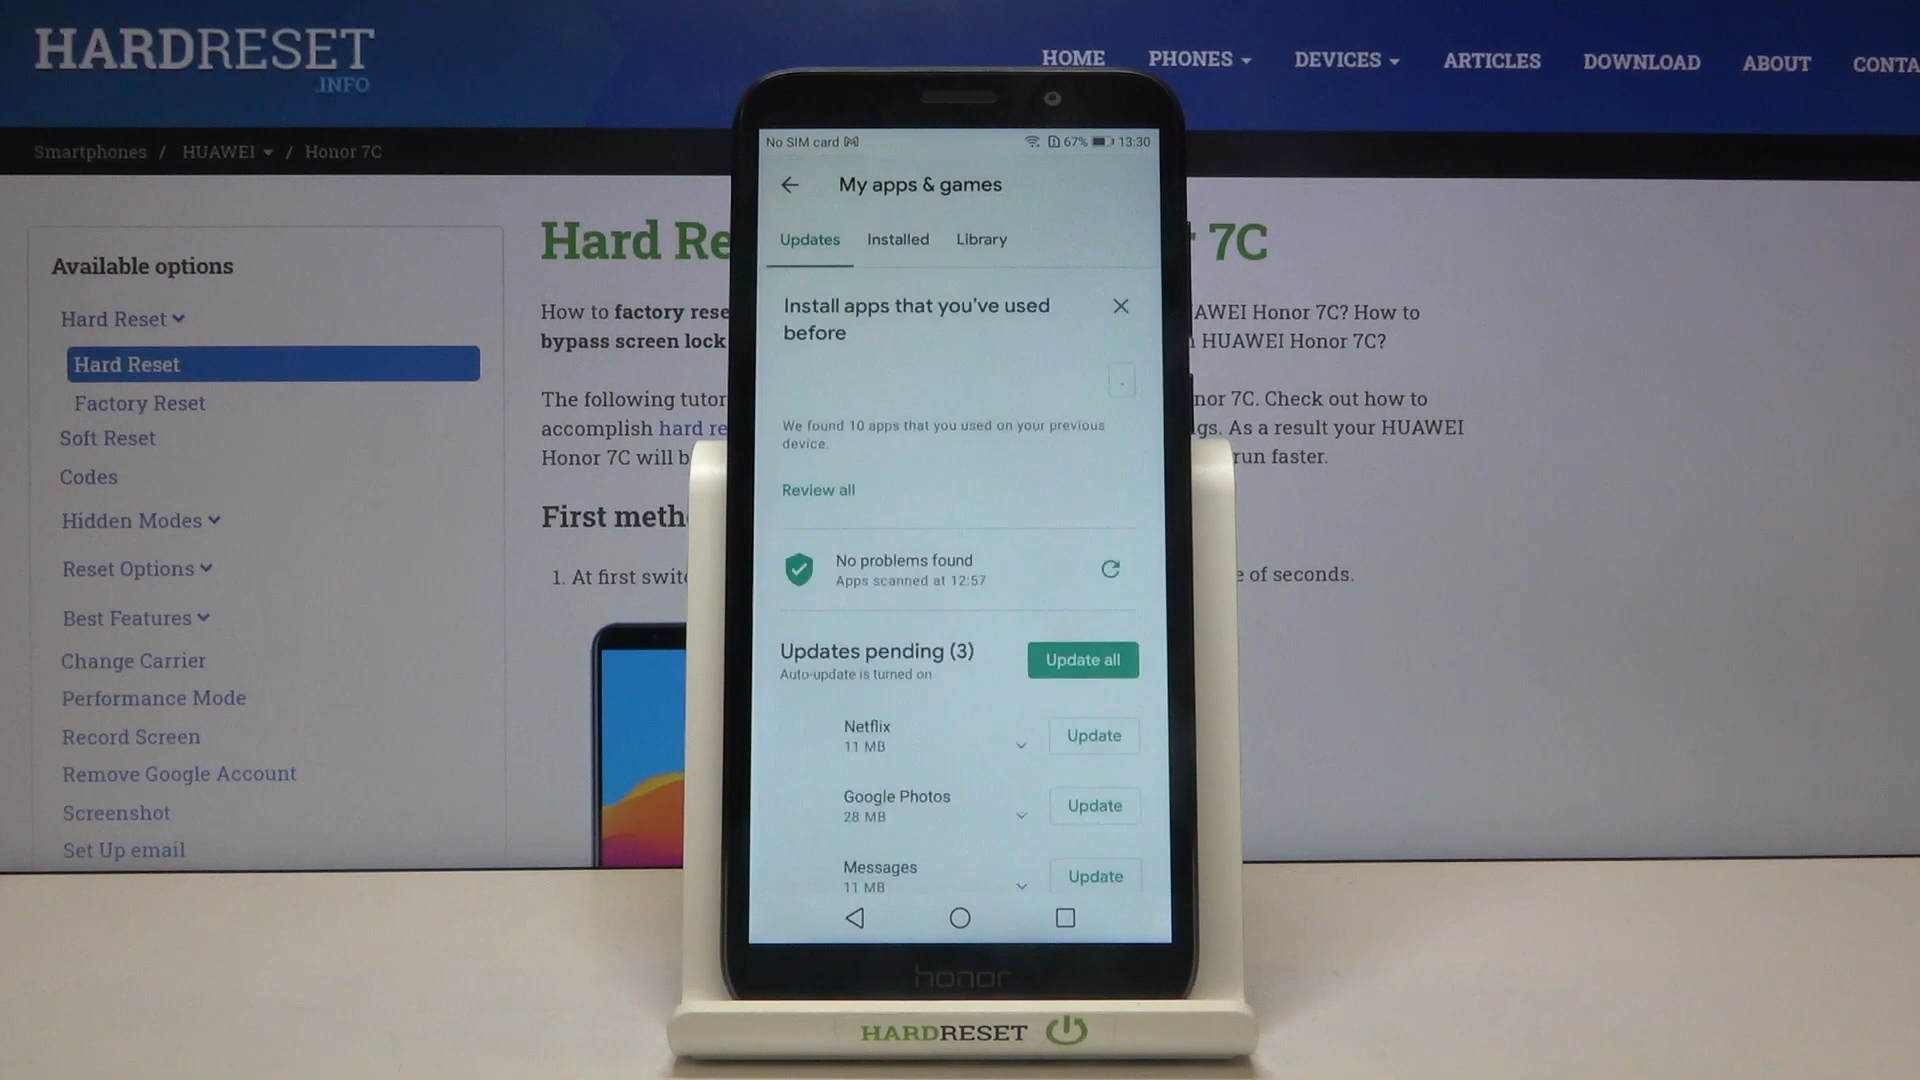 HARDRESET
.INFO
HOME PHONES DEVICES ARTICLES DOWNLOAD ABOUT CONTA
Smartphones / HUAWEI / Honor 7C
Available options
Hard Reset
Hard Reset
Factory Reset
Soft Reset
Codes
Hidden Modes
Reset Options
Best Features
Change Carrier
Performance Mode
Record Screen
Remove Google Account
Screenshot
Set Up email
Hard Re 7C
How to factory rese AWEI Honor 7C? How to
bypass screen lock HUAWEI Honor 7C?
The following tutor nor 7C. Check out how to
accomplish hard re gs. As a result your HUAWEI
Honor 7C will b run faster.
First meth
1. At first swit e of seconds.
No SIM card 67% 13:30
My apps & games
Updates Installed Library
Install apps that you've used
before
We found 10 apps that you used on your previous
device.
Review all
No problems found
Apps scanned at 12:57
Updates pending (3)
Update all
Auto-update is turned on
Netflix
11 MB
Update
Google Photos
28 MB
Update
Messages
11 MB
Update
honor
HARDRESET